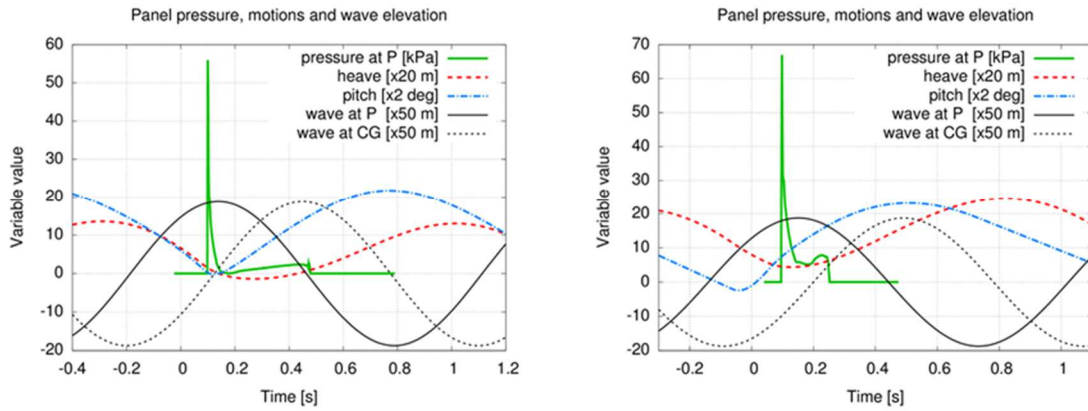 Panel pressure, motions and wave elevation
60
50
40
30
20
10
0
-10
-20
Variable value
pressure at P [kPa]
heave [x20 m]
pitch [x2 deg]
wave at P [x50 m]
wave at CG [x50 m]
-0.4 -0.2 0 0.2 0.4 0.6 0.8 1 1.2
Time [s]
Panel pressure, motions and wave elevation
70
60
50
40
30
20
10
0
-10
-20
Variable value
pressure at P [kPa]
heave [x20 m]
pitch [x2 deg]
wave at P [x50 m]
wave at CG [x50 m]
-0.2 0 0.2 0.4 0.6 0.8 1
Time [s]